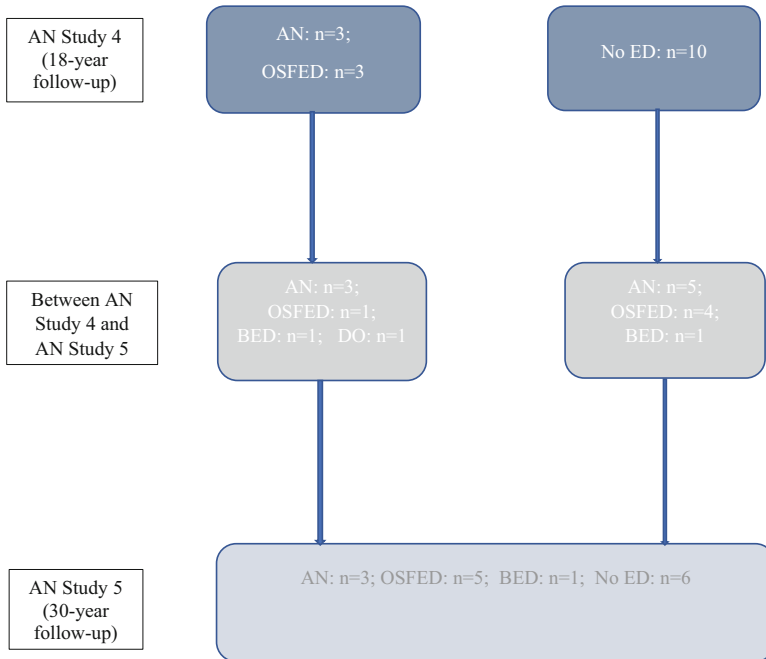 AN Study 4
(18-year
follow-up)
AN: n=3;
OSFED: n=3
No ED: n=10
Between AN
Study 4 and
AN Study 5
AN: n=3;
OSFED: n=1;
BED: n=1; DO: n=1
AN: n=5;
OSFED: n=4;
BED: n=1
AN Study 5
(30-year
follow-up)
AN: n=3; OSFED: n=5; BED: n=1; No ED: n=6